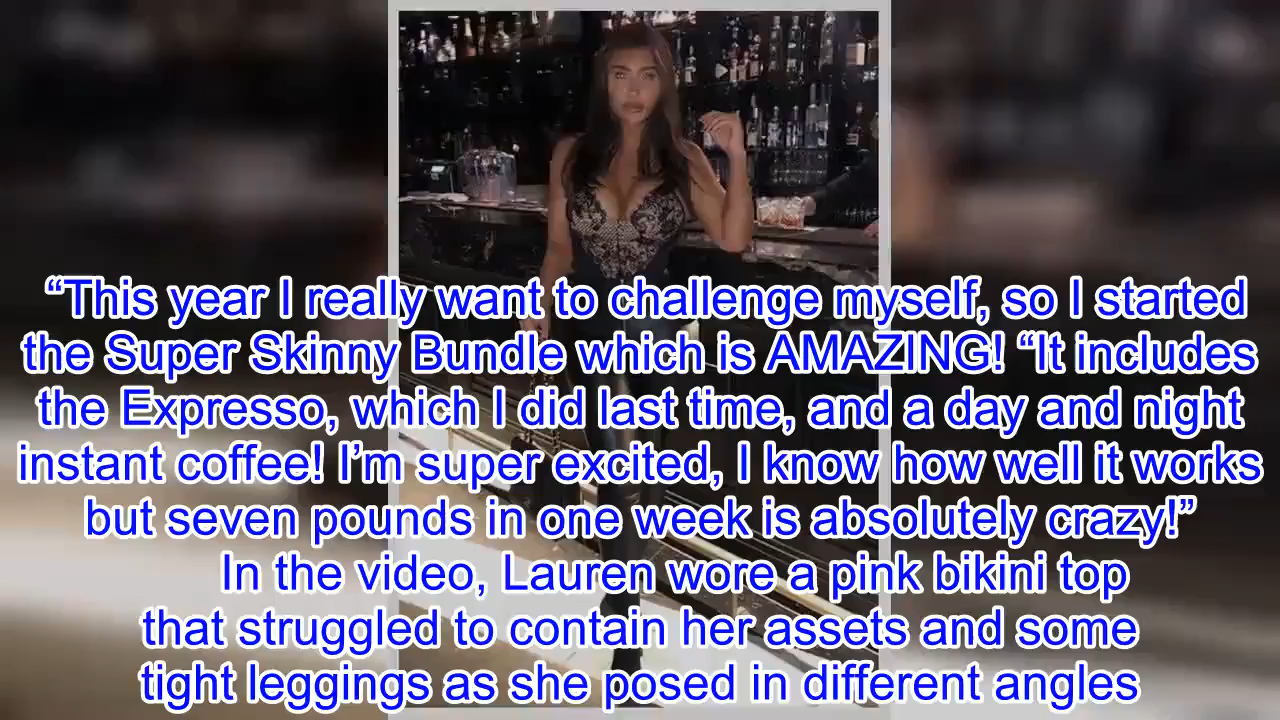 “This year I really want to challenge myself, so I started
the Super Skinny Bundle which is AMAZING! “It includes
the Expresso, which I did last time, and a day and night
instant coffee! I’m super excited, I know how well it works
but seven pounds in one week is absolutely crazy!”
In the video, Lauren wore a pink bikini top
that struggled to contain her assets and some
tight leggings as she posed in different angles